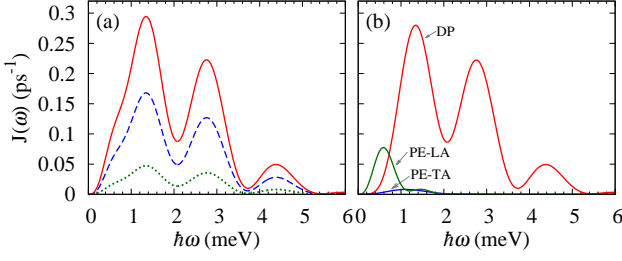 (a)
(b)
J(ω) (ps⁻¹)
0.3
0.25
0.2
0.15
0.1
0.05
0
DP
PE-LA
PE-TA
0 1 2 3 4 5 6
0 1 2 3 4 5 6
ħω (meV)
ħω (meV)